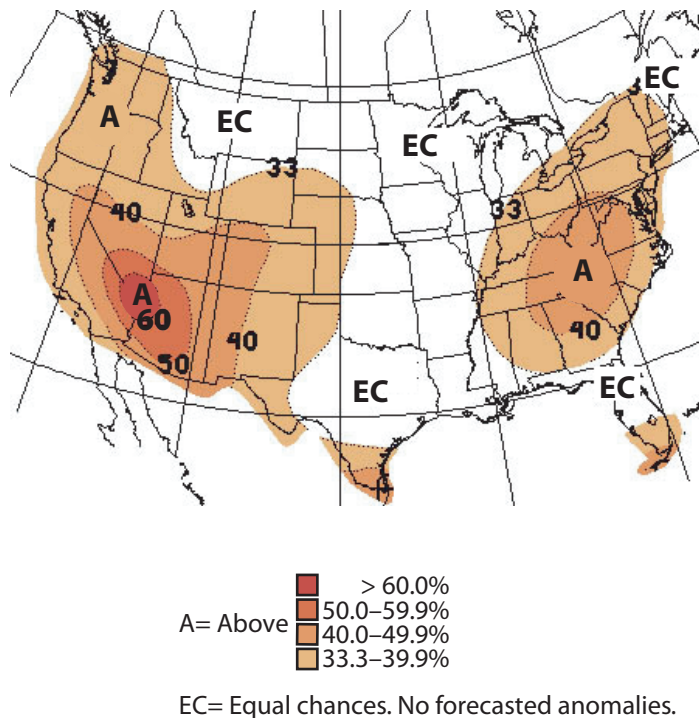 EC
A
EC
EC
33
33
40
A
A
60
40
40
50
EC
EC
> 60.0%
50.0–59.9%
A= Above
40.0–49.9%
33.3–39.9%
EC= Equal chances. No forecasted anomalies.